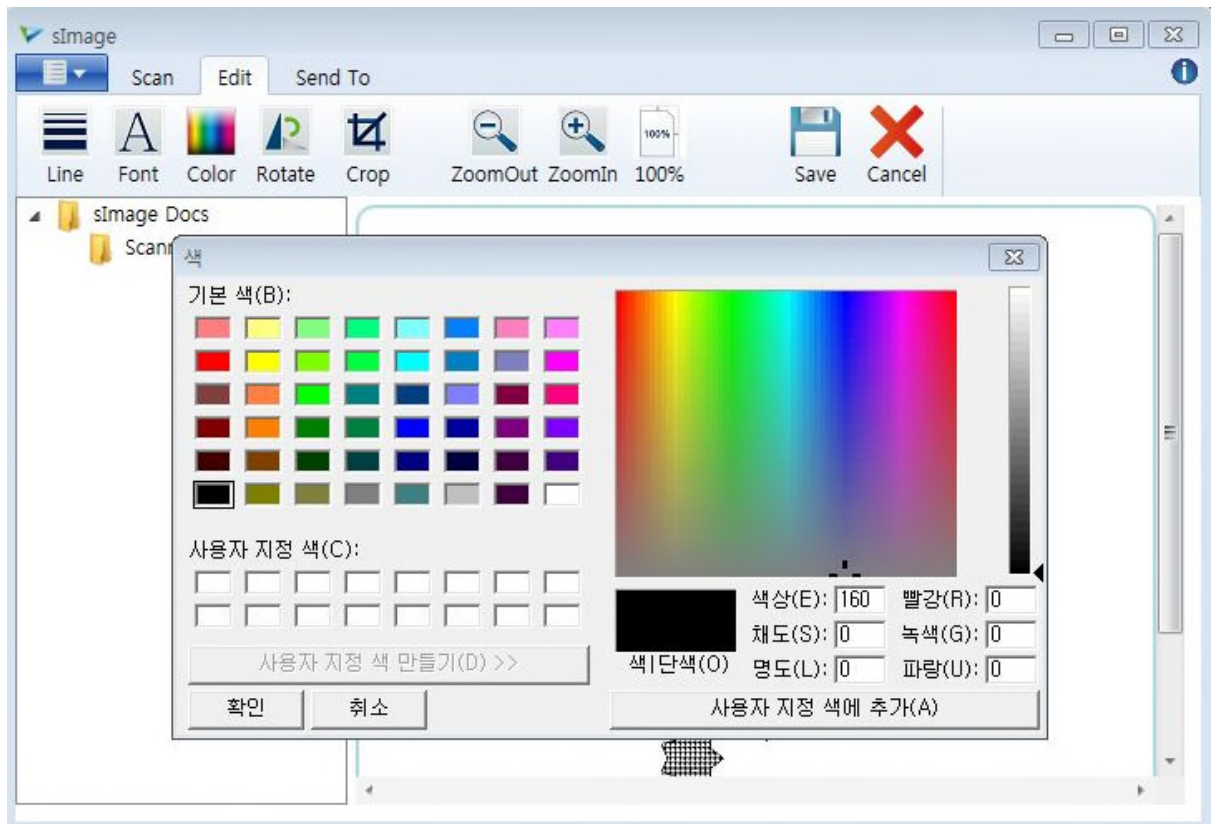 sImage
Scan Edit Send To
Line Font Color Rotate Crop ZoomOut ZoomIn 100% 100% Save Cancel
sImage Docs
색
기본 색(B):
사용자 지정 색(C):
사용자 지정 색 만들기(D) >>
확인 취소
색상(E): 160 빨강(R): 0
채도(S): 0 녹색(G): 0
색|단색(O) 명도(L): 0 파랑(U): 0
사용자 지정 색에 추가(A)